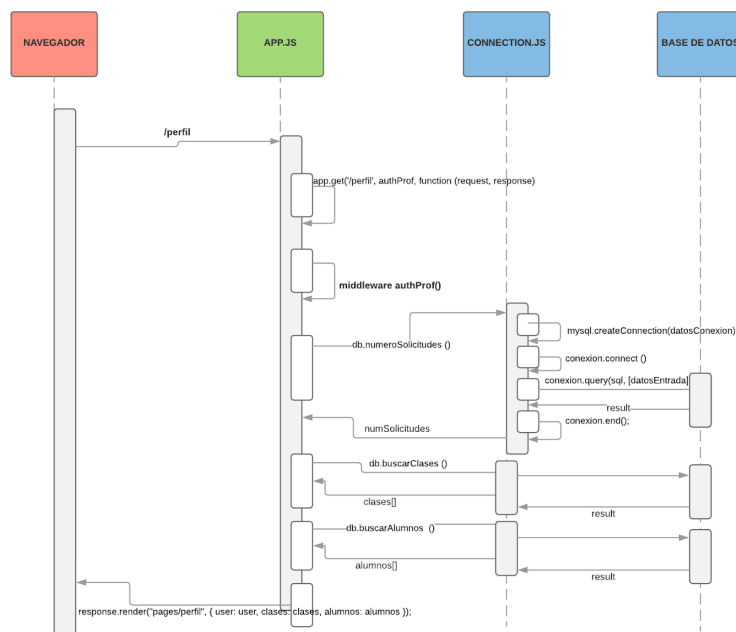 NAVEGADOR
APP.JS
CONNECTION.JS
BASE DE DATOS
/perfil
app.get('/perfil', authProf, function (request, response)
middleware authProf()
mysql.createConnection(datosConexion)
db.numeroSolicitudes ()
conexion.connect ()
conexion.query(sql, [datosEntrada]
result
conexion.end();
numSolicitudes
db.buscarClases ()
clases[]
result
db.buscarAlumnos ()
alumnos[]
result
response.render("pages/perfil", { user: user, clases: clases, alumnos: alumnos });